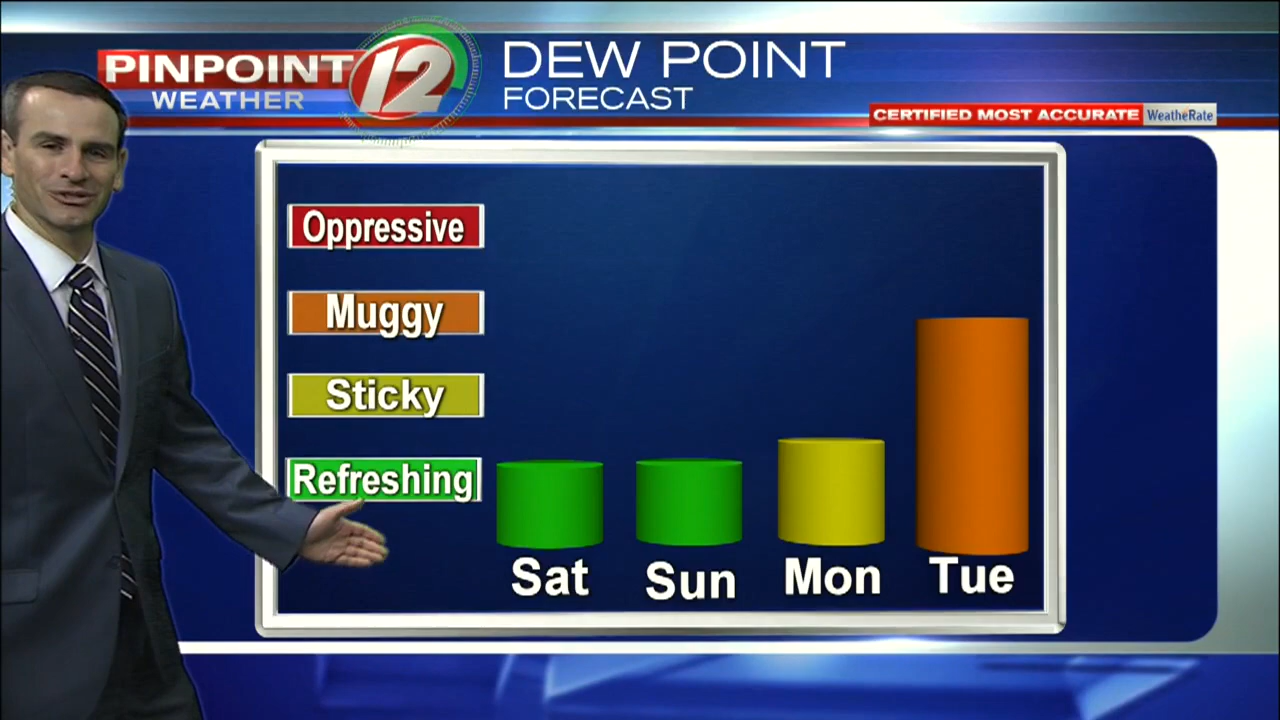 PINPOINT 12
WEATHER
DEW POINT
FORECAST
CERTIFIED MOST ACCURATE WeatheRate
Oppressive
Muggy
Sticky
Refreshing
Sat Sun Mon Tue